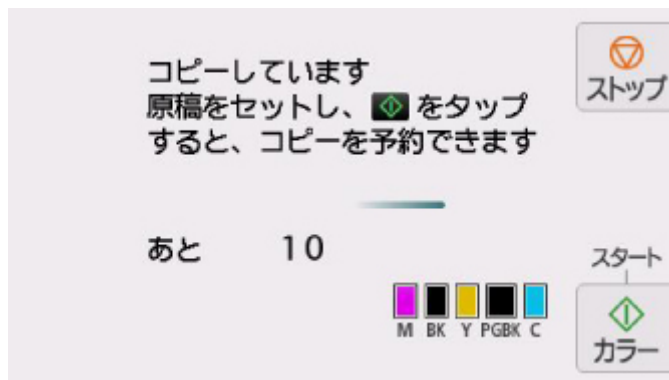 コピーしています
原稿をセットし、をタップ
すると、コピーを予約できます
ストップ
あと 10
M BK Y PGBK C
スタート
カラー